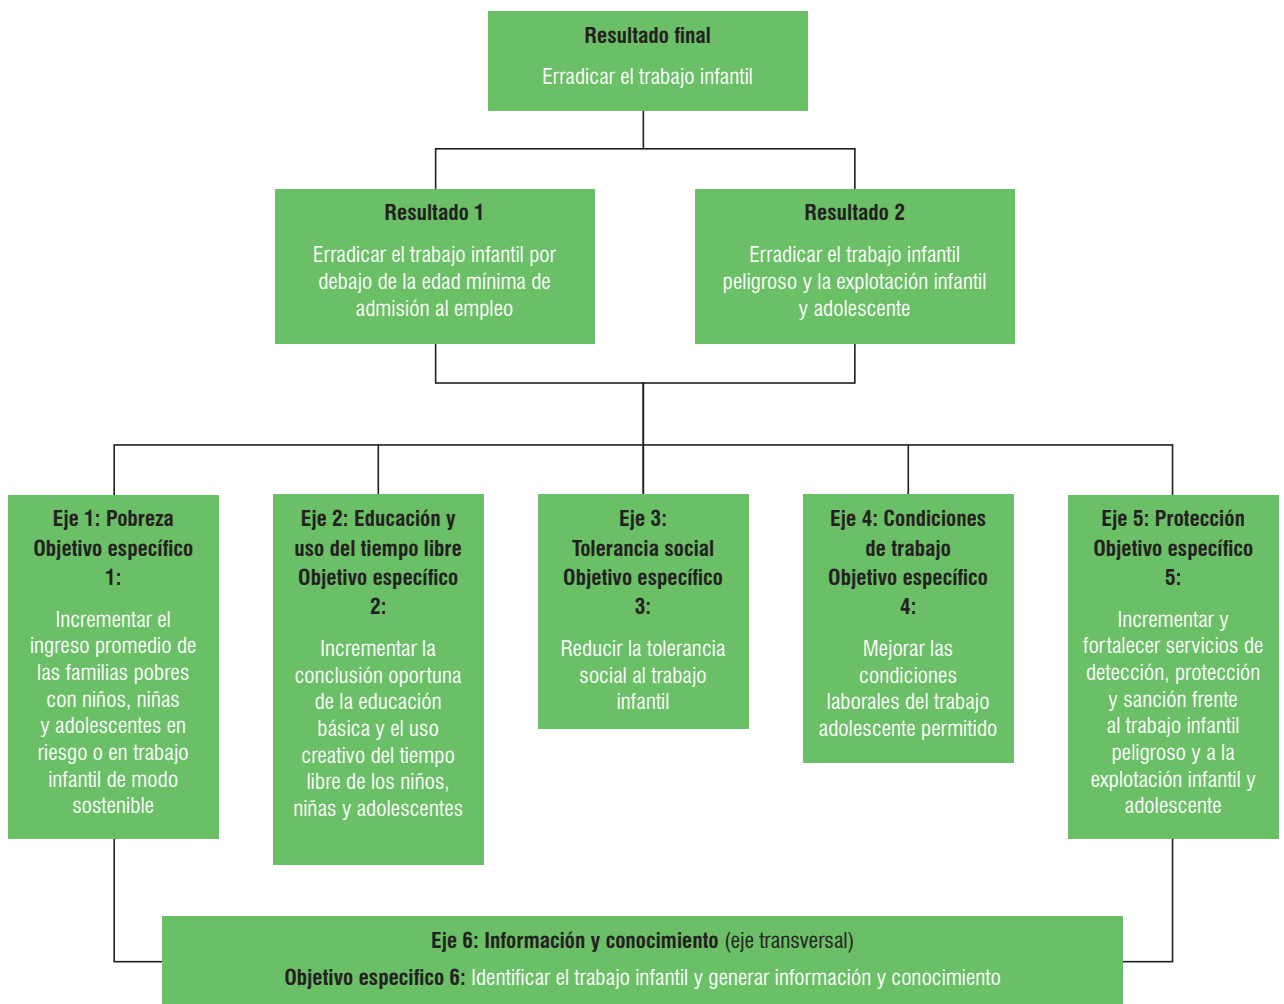 Resultado final
Erradicar el trabajo infantil
Resultado 1
Erradicar el trabajo infantil por
debajo de la edad mínima de
admisión al empleo
Resultado 2
Erradicar el trabajo infantil
peligroso y la explotación infantil
y adolescente
Eje 1: Pobreza
Objetivo específico
1:
Incrementar el
ingreso promedio de
las familias pobres
con niños, niñas
y adolescentes en
riesgo o en trabajo
infantil de modo
sostenible
Eje 2: Educación y
uso del tiempo libre
Objetivo específico
2:
Incrementar la
conclusión oportuna
de la educación
básica y el uso
creativo del tiempo
libre de los niños,
niñas y adolescentes
Eje 3:
Tolerancia social
Objetivo específico
3:
Reducir la tolerancia
social al trabajo
infantil
Eje 4: Condiciones
de trabajo
Objetivo específico
4:
Mejorar las
condiciones
laborales del trabajo
adolescente permitido
Eje 5: Protección
Objetivo específico
5:
Incrementar y
fortalecer servicios de
detección, protección
y sanción frente
al trabajo infantil
peligroso y a la
explotación infantil y
adolescente
Eje 6: Información y conocimiento (eje transversal)
Objetivo especifico 6: Identificar el trabajo infantil y generar información y conocimiento